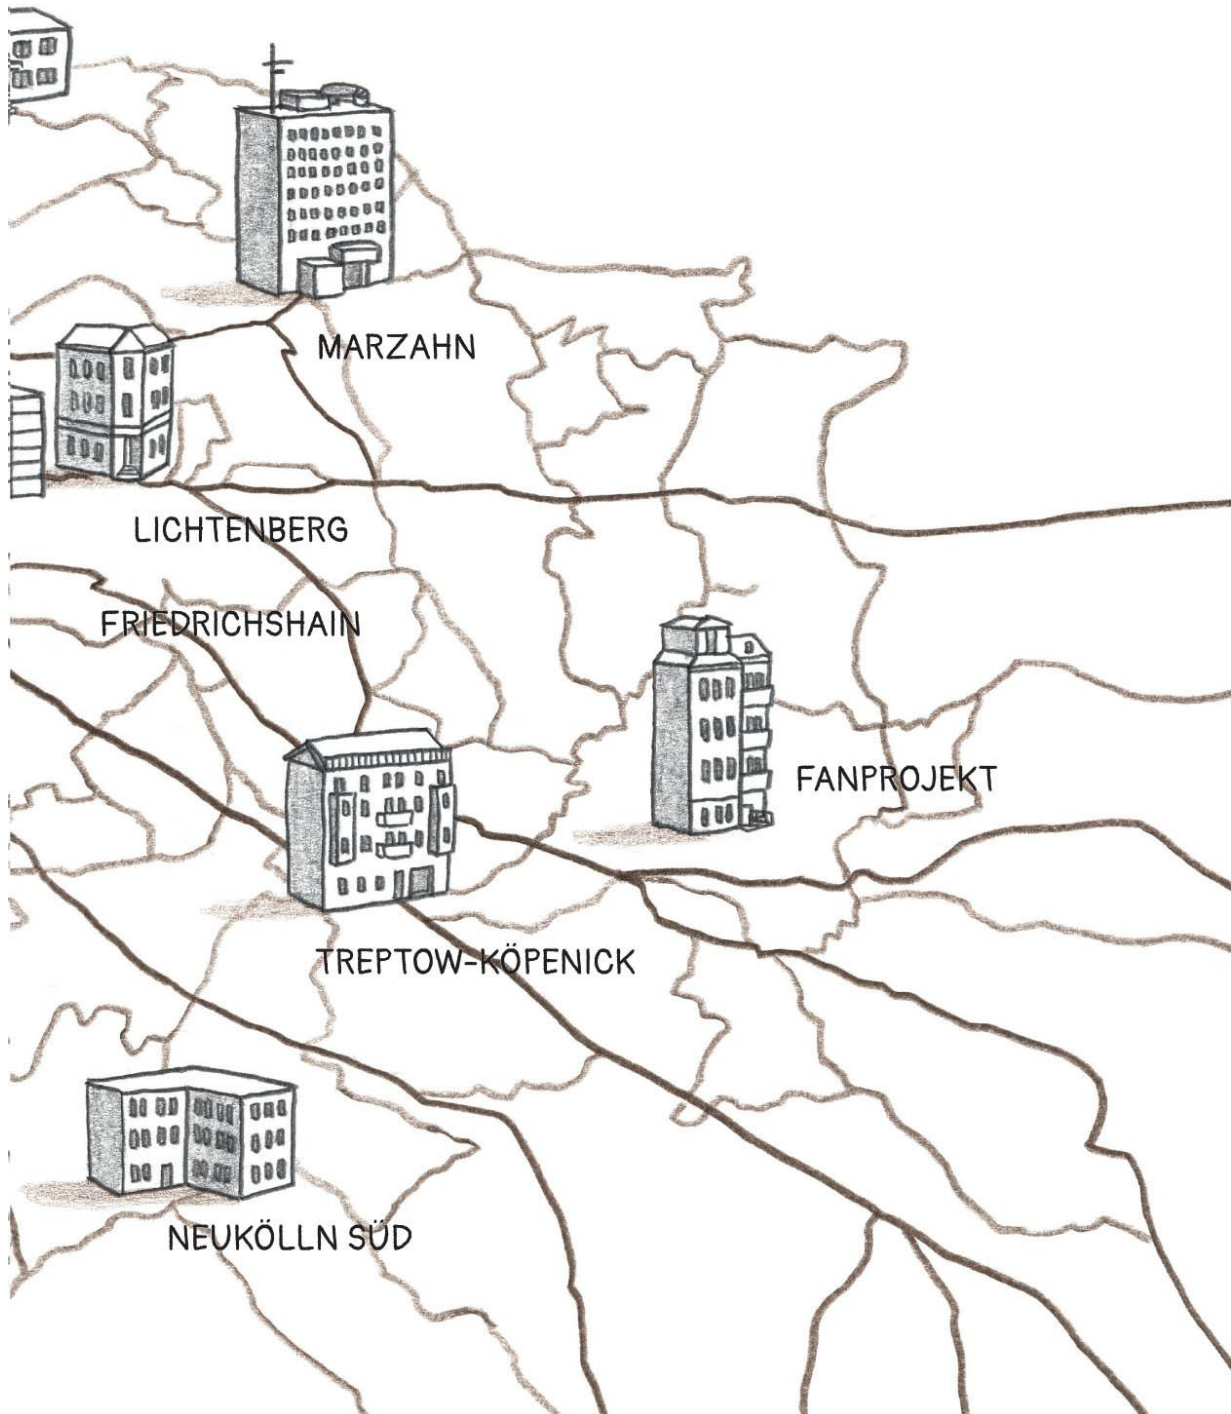 MARZAHN
LICHTENBERG
FRIEDRICHSHAIN
FANPROJEKT
TREPTOW-KÖPENICK
NEUKÖLLN SÜD